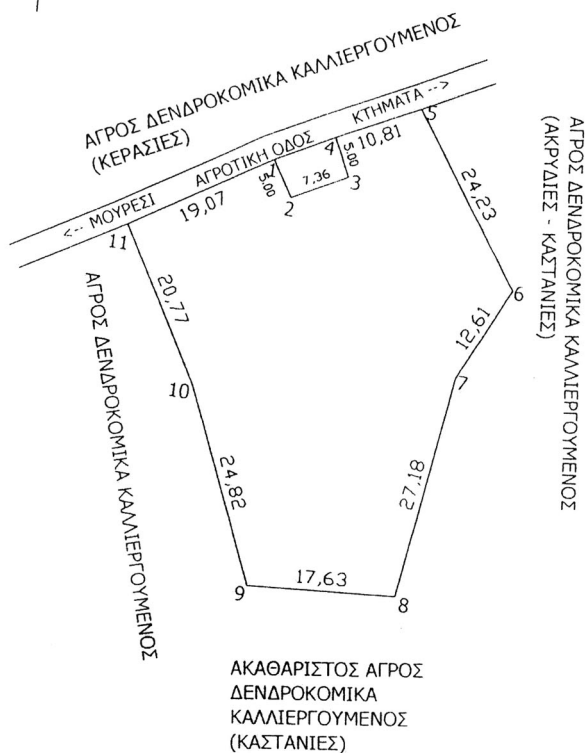 ΑΓΡΟΣ ΔΕΝΔΡΟΚΟΜΙΚΑ ΚΑΛΛΙΕΡΓΟΥΜΕΝΟΣ
(ΚΕΡΑΣΙΕΣ)
<-- ΜΟΥΡΕΣΙ ΑΓΡΟΤΙΚΗ ΟΔΟΣ ΚΤΗΜΑΤΑ -->
19,07
1
5.00
2
7,36
3
5.00
4
10,81
5
24,23
6
12,61
7
27,18
8
17,63
9
24,82
10
20,77
11
ΑΓΡΟΣ ΔΕΝΔΡΟΚΟΜΙΚΑ ΚΑΛΛΙΕΡΓΟΥΜΕΝΟΣ
(ΑΚΡΥΔΙΕΣ - ΚΑΣΤΑΝΙΕΣ)
ΑΓΡΟΣ ΔΕΝΔΡΟΚΟΜΙΚΑ ΚΑΛΛΙΕΡΓΟΥΜΕΝΟΣ
ΑΚΑΘΑΡΙΣΤΟΣ ΑΓΡΟΣ
ΔΕΝΔΡΟΚΟΜΙΚΑ
ΚΑΛΛΙΕΡΓΟΥΜΕΝΟΣ
(ΚΑΣΤΑΝΙΕΣ)